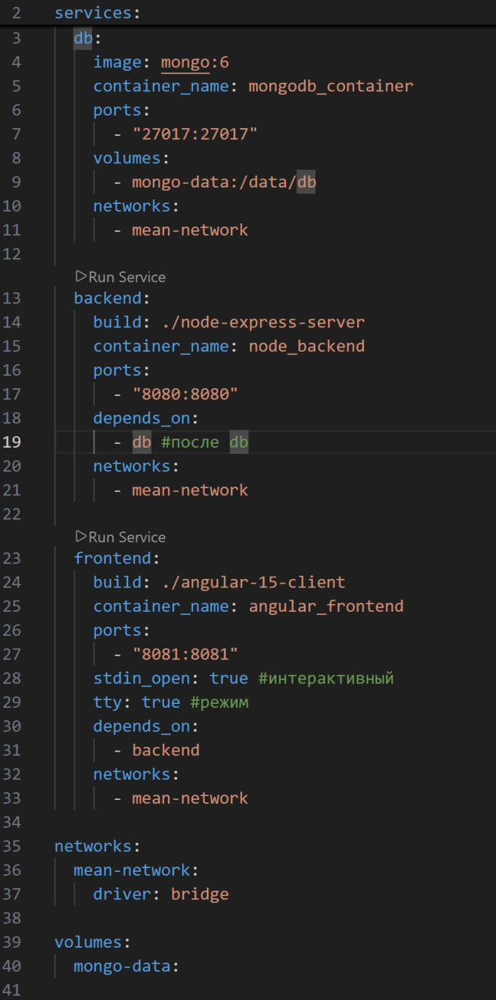 2 services:
3 db:
4 image: mongo:6
5 container_name: mongodb_container
6 ports:
7 - "27017:27017"
8 volumes:
9 - mongo-data:/data/db
10 networks:
11 - mean-network
12
Run Service
13 backend:
14 build: ./node-express-server
15 container_name: node_backend
16 ports:
17 - "8080:8080"
18 depends_on:
19 - db #после db
20 networks:
21 - mean-network
22
Run Service
23 frontend:
24 build: ./angular-15-client
25 container_name: angular_frontend
26 ports:
27 - "8081:8081"
28 stdin_open: true #интерактивный
29 tty: true #режим
30 depends_on:
31 - backend
32 networks:
33 - mean-network
34
35 networks:
36 mean-network:
37 driver: bridge
38
39 volumes:
40 mongo-data:
41